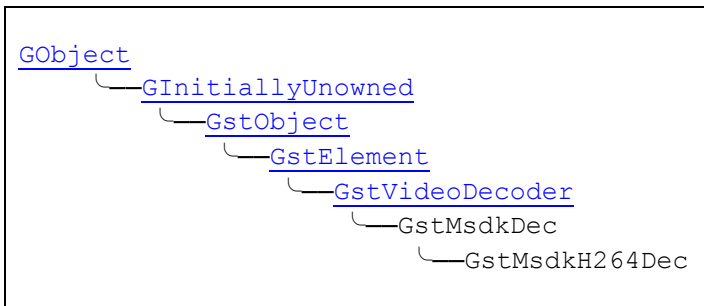 GObject
╰──GInitiallyUnowned
╰──GstObject
╰──GstElement
╰──GstVideoDecoder
╰──GstMsdkDec
╰──GstMsdkH264Dec